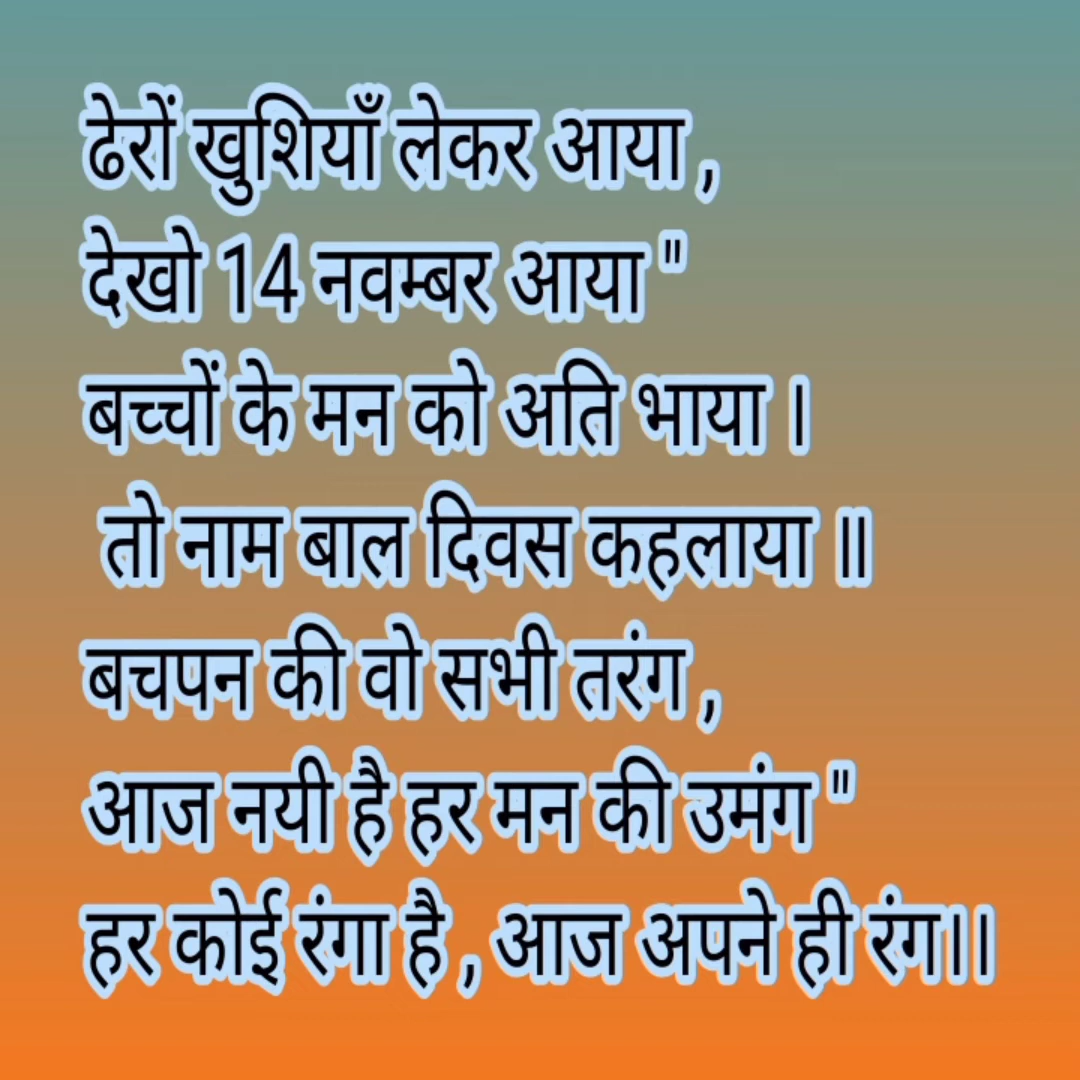 ढेरों खुशियाँ लेकर आया ,
देखो 14 नवम्बर आया "
बच्चों के मन को अति भाया ।
तो नाम बाल दिवस कहलाया ॥
बचपन की वो सभी तरंग ,
आज नयी है हर मन की उमंग "
हर कोई रंगा है , आज अपने ही रंग।।